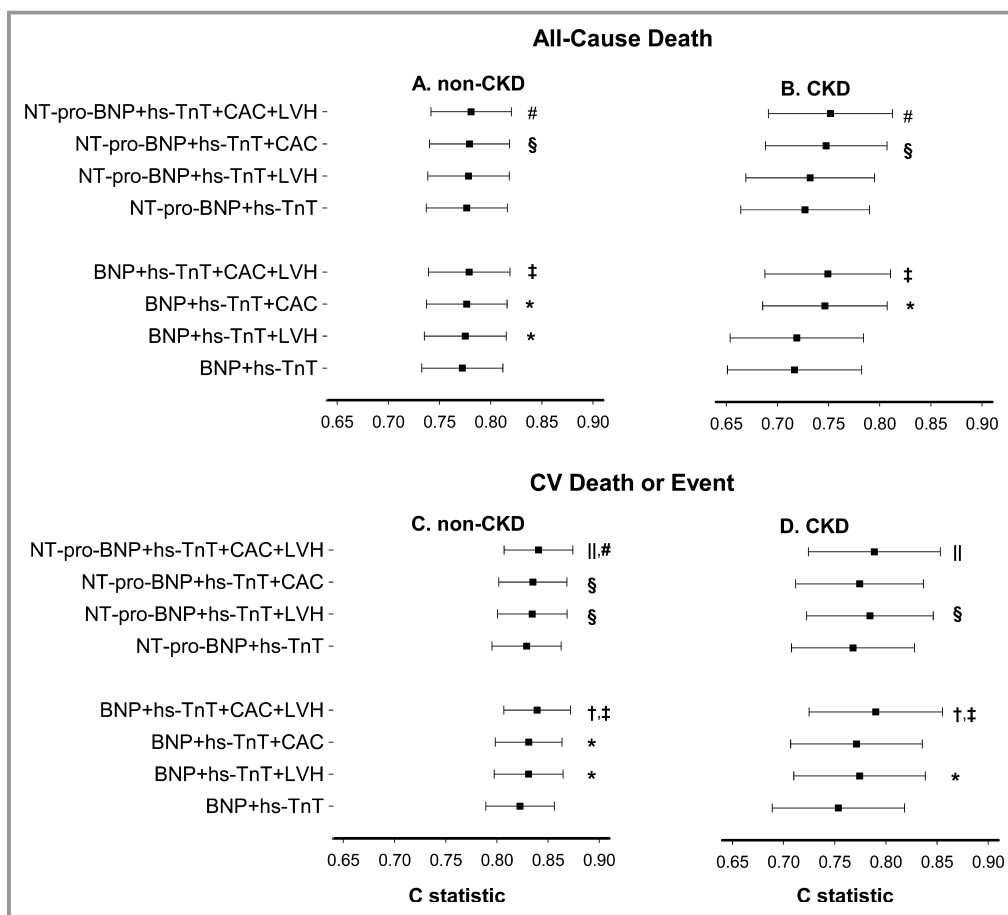 All-Cause Death
A. non-CKD
B. CKD
NT-pro-BNP+hs-TnT+CAC+LVH # #
NT-pro-BNP+hs-TnT+CAC § §
NT-pro-BNP+hs-TnT+LVH
NT-pro-BNP+hs-TnT
BNP+hs-TnT+CAC+LVH ‡ ‡
BNP+hs-TnT+CAC * *
BNP+hs-TnT+LVH *
BNP+hs-TnT
0.65 0.70 0.75 0.80 0.85 0.90 0.65 0.70 0.75 0.80 0.85 0.90
CV Death or Event
C. non-CKD
D. CKD
NT-pro-BNP+hs-TnT+CAC+LVH ||,# ||
NT-pro-BNP+hs-TnT+CAC §
NT-pro-BNP+hs-TnT+LVH § §
NT-pro-BNP+hs-TnT
BNP+hs-TnT+CAC+LVH †,‡ †,‡
BNP+hs-TnT+CAC *
BNP+hs-TnT+LVH * *
BNP+hs-TnT
0.65 0.70 0.75 0.80 0.85 0.90 0.65 0.70 0.75 0.80 0.85 0.90
C statistic C statistic